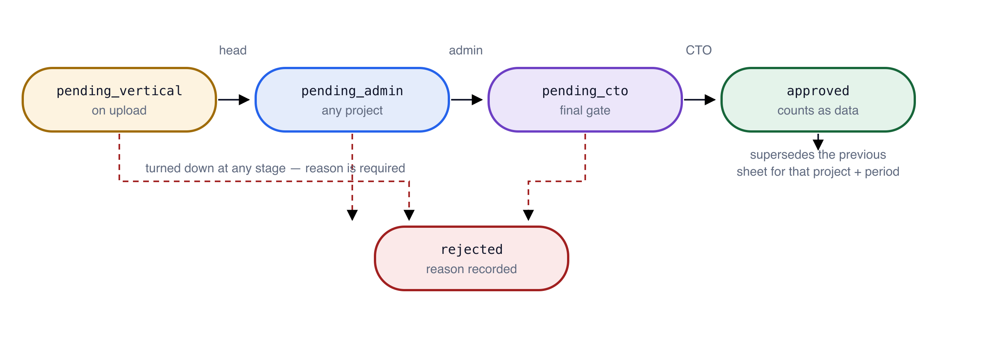 head
admin
CTO
pending_vertical
on upload
pending_admin
any project
pending_cto
final gate
approved
counts as data
supersedes the previous
sheet for that project + period
turned down at any stage — reason is required
rejected
reason recorded